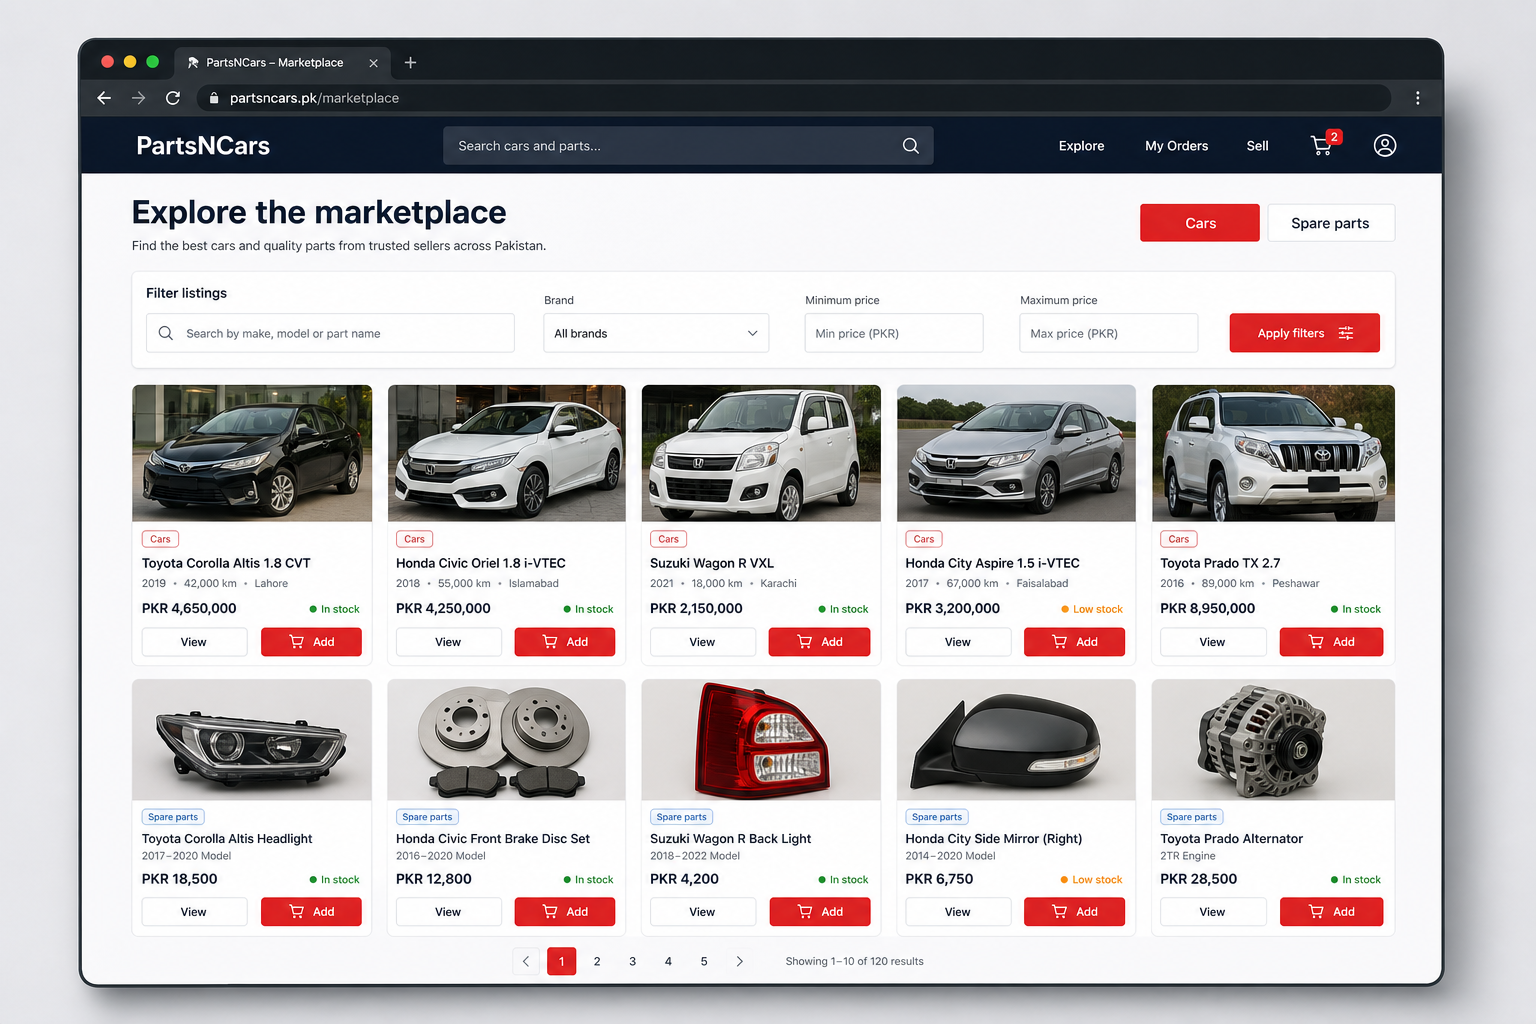 PartsNCars – Marketplace
partsncars.pk/marketplace
PartsNCars
Search cars and parts...
Explore
My Orders
Sell
2
Explore the marketplace
Find the best cars and quality parts from trusted sellers across Pakistan.
Cars
Spare parts
Filter listings
Search by make, model or part name
Brand
All brands
Minimum price
Min price (PKR)
Maximum price
Max price (PKR)
Apply filters
Cars
Toyota Corolla Altis 1.8 CVT
2019 • 42,000 km • Lahore
PKR 4,650,000
In stock
View
Add
Cars
Honda Civic Oriel 1.8 i-VTEC
2018 • 55,000 km • Islamabad
PKR 4,250,000
In stock
View
Add
Cars
Suzuki Wagon R VXL
2021 • 18,000 km • Karachi
PKR 2,150,000
In stock
View
Add
Cars
Honda City Aspire 1.5 i-VTEC
2017 • 67,000 km • Faisalabad
PKR 3,200,000
Low stock
View
Add
Cars
Toyota Prado TX 2.7
2016 • 89,000 km • Peshawar
PKR 8,950,000
In stock
View
Add
Spare parts
Toyota Corolla Altis Headlight
2017–2020 Model
PKR 18,500
In stock
View
Add
Spare parts
Honda Civic Front Brake Disc Set
2016–2020 Model
PKR 12,800
In stock
View
Add
Spare parts
Suzuki Wagon R Back Light
2018–2022 Model
PKR 4,200
In stock
View
Add
Spare parts
Honda City Side Mirror (Right)
2014–2020 Model
PKR 6,750
Low stock
View
Add
Spare parts
Toyota Prado Alternator
2TR Engine
PKR 28,500
In stock
View
Add
1
2
3
4
5
Showing 1–10 of 120 results